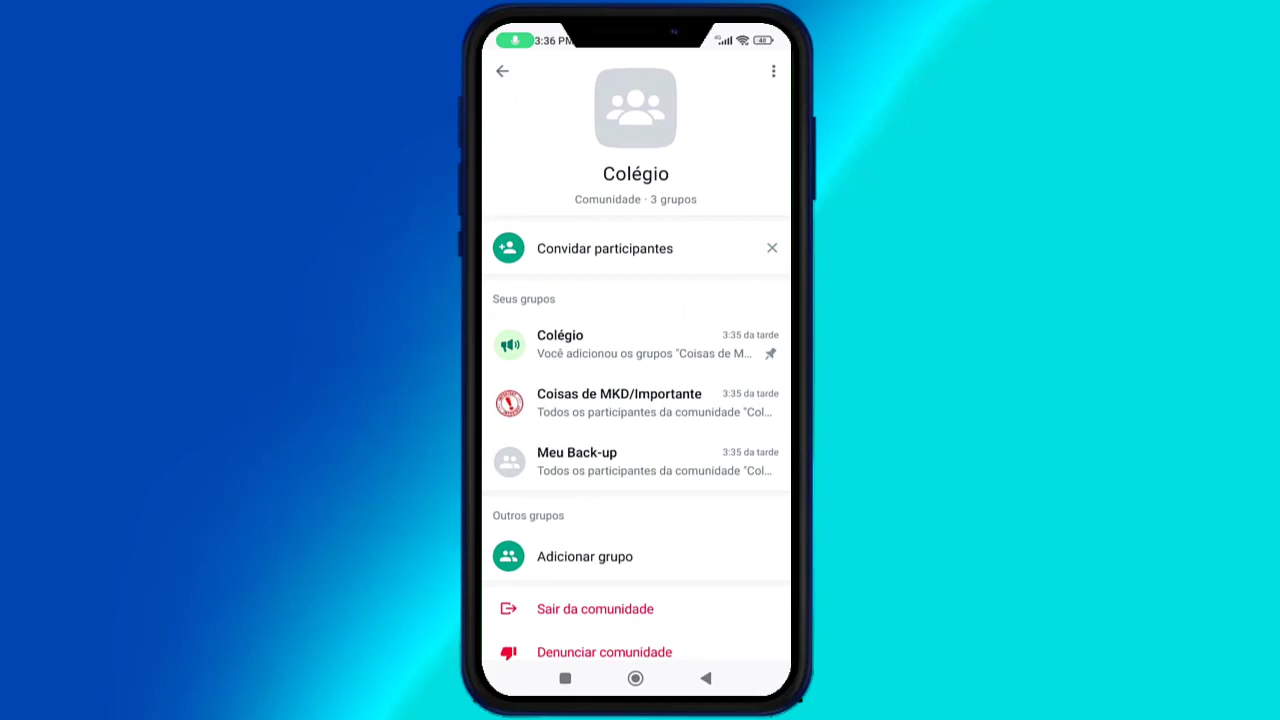 3:36 PM
4G
48
Colégio
Comunidade · 3 grupos
Convidar participantes
Seus grupos
Colégio
3:35 da tarde
Você adicionou os grupos "Coisas de M...
Coisas de MKD/Importante
3:35 da tarde
Todos os participantes da comunidade "Col...
Meu Back-up
3:35 da tarde
Todos os participantes da comunidade "Col...
Outros grupos
Adicionar grupo
Sair da comunidade
Denunciar comunidade